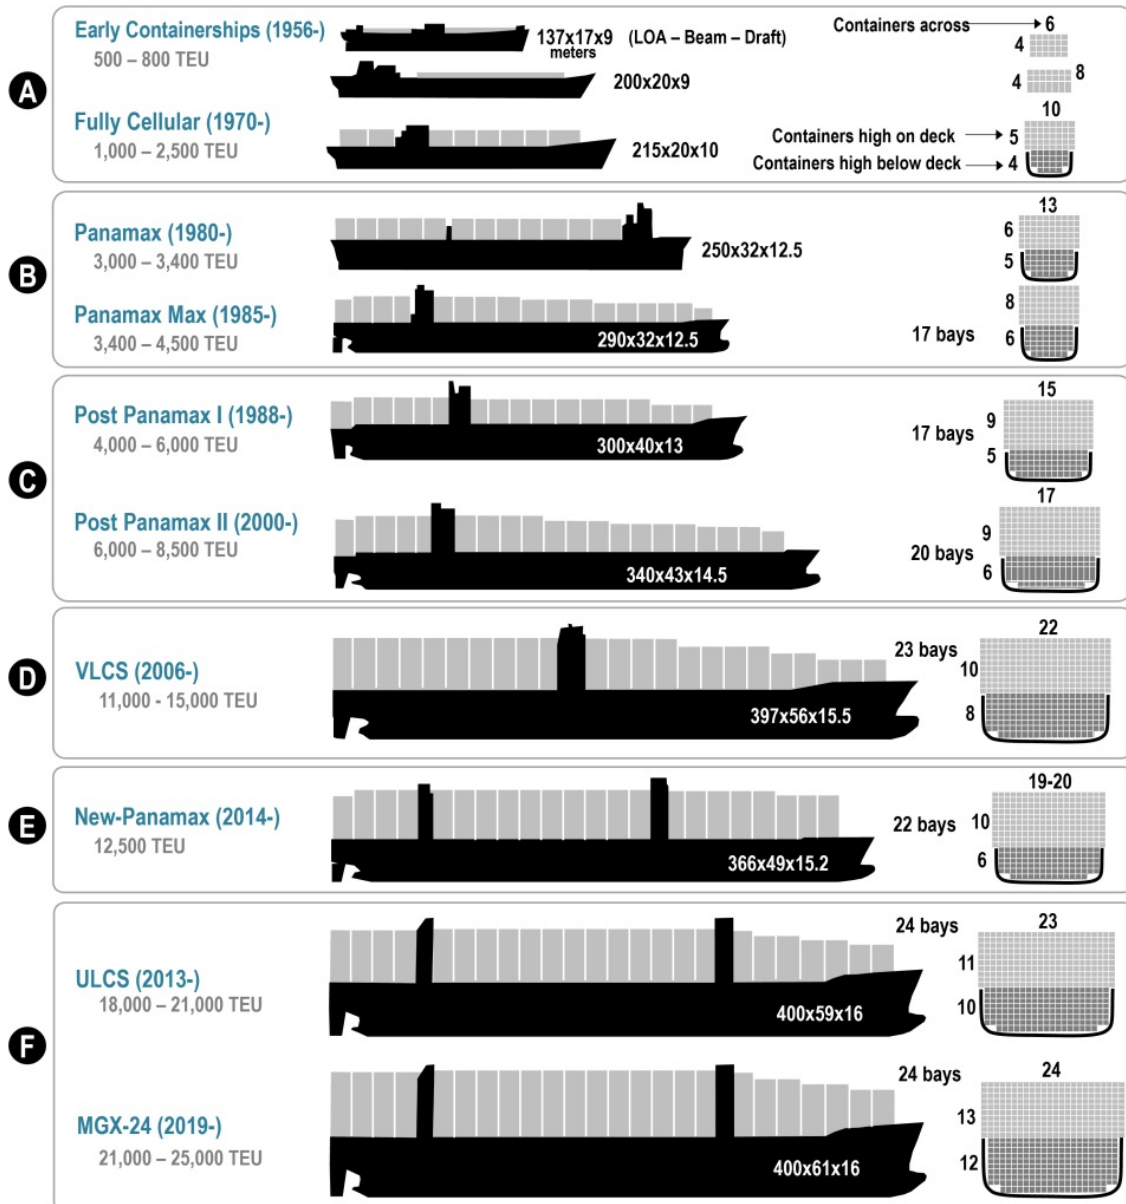 Early Containerships (1956-)
500 – 800 TEU
137x17x9 (LOA – Beam – Draft)
meters
Containers across
6
4
200x20x9
4
8
A
Fully Cellular (1970-)
1,000 – 2,500 TEU
215x20x10
10
Containers high on deck
5
Containers high below deck
4
B
Panamax (1980-)
3,000 – 3,400 TEU
250x32x12.5
13
6
5
Panamax Max (1985-)
3,400 – 4,500 TEU
290x32x12.5
17 bays
8
6
C
Post Panamax I (1988-)
4,000 – 6,000 TEU
300x40x13
17 bays
15
9
5
Post Panamax II (2000-)
6,000 – 8,500 TEU
340x43x14.5
20 bays
17
9
6
D
VLCS (2006-)
11,000 - 15,000 TEU
397x56x15.5
23 bays
22
10
8
E
New-Panamax (2014-)
12,500 TEU
366x49x15.2
22 bays
19-20
10
6
F
ULCS (2013-)
18,000 – 21,000 TEU
400x59x16
24 bays
23
11
10
MGX-24 (2019-)
21,000 – 25,000 TEU
400x61x16
24 bays
24
13
12